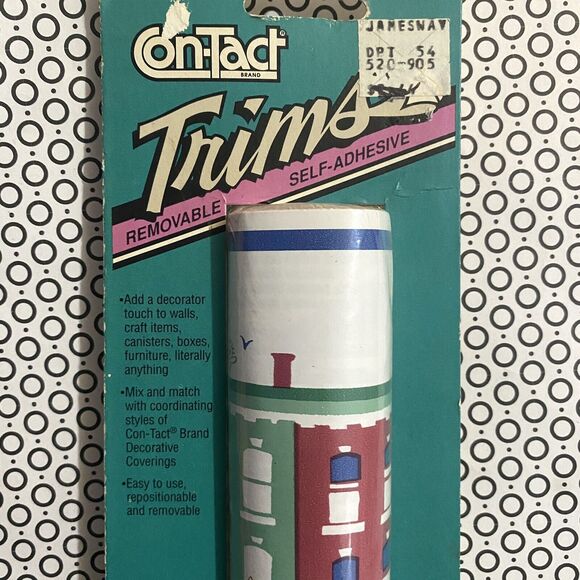 CON-TACT
BRAND
JAMESWAY
DPT 54
520-905
Trims
REMOVABLE SELF-ADHESIVE
•Add a decorator
touch to walls,
craft items,
canisters, boxes,
furniture, literally
anything
•Mix and match
with coordinating
styles of
Con-Tact® Brand
Decorative
Coverings
•Easy to use,
repositionable
and removable